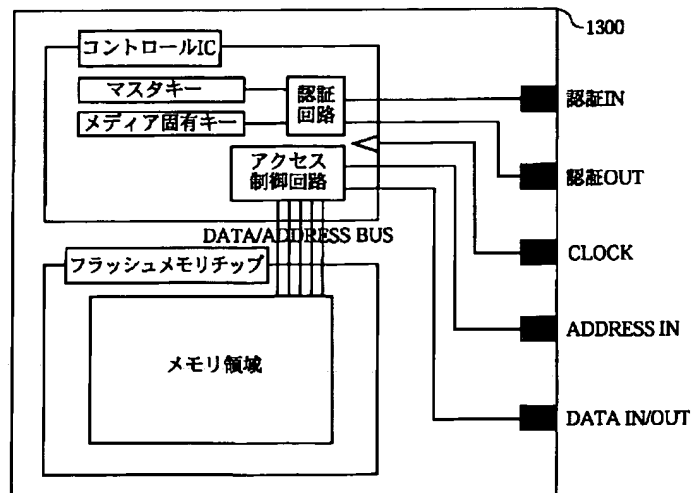 1300
コントロールIC
マスタキー
メディア固有キー
認証
回路
アクセス
制御回路
DATA/ADDRESS BUS
フラッシュメモリチップ
メモリ領域
認証IN
認証OUT
CLOCK
ADDRESS IN
DATA IN/OUT